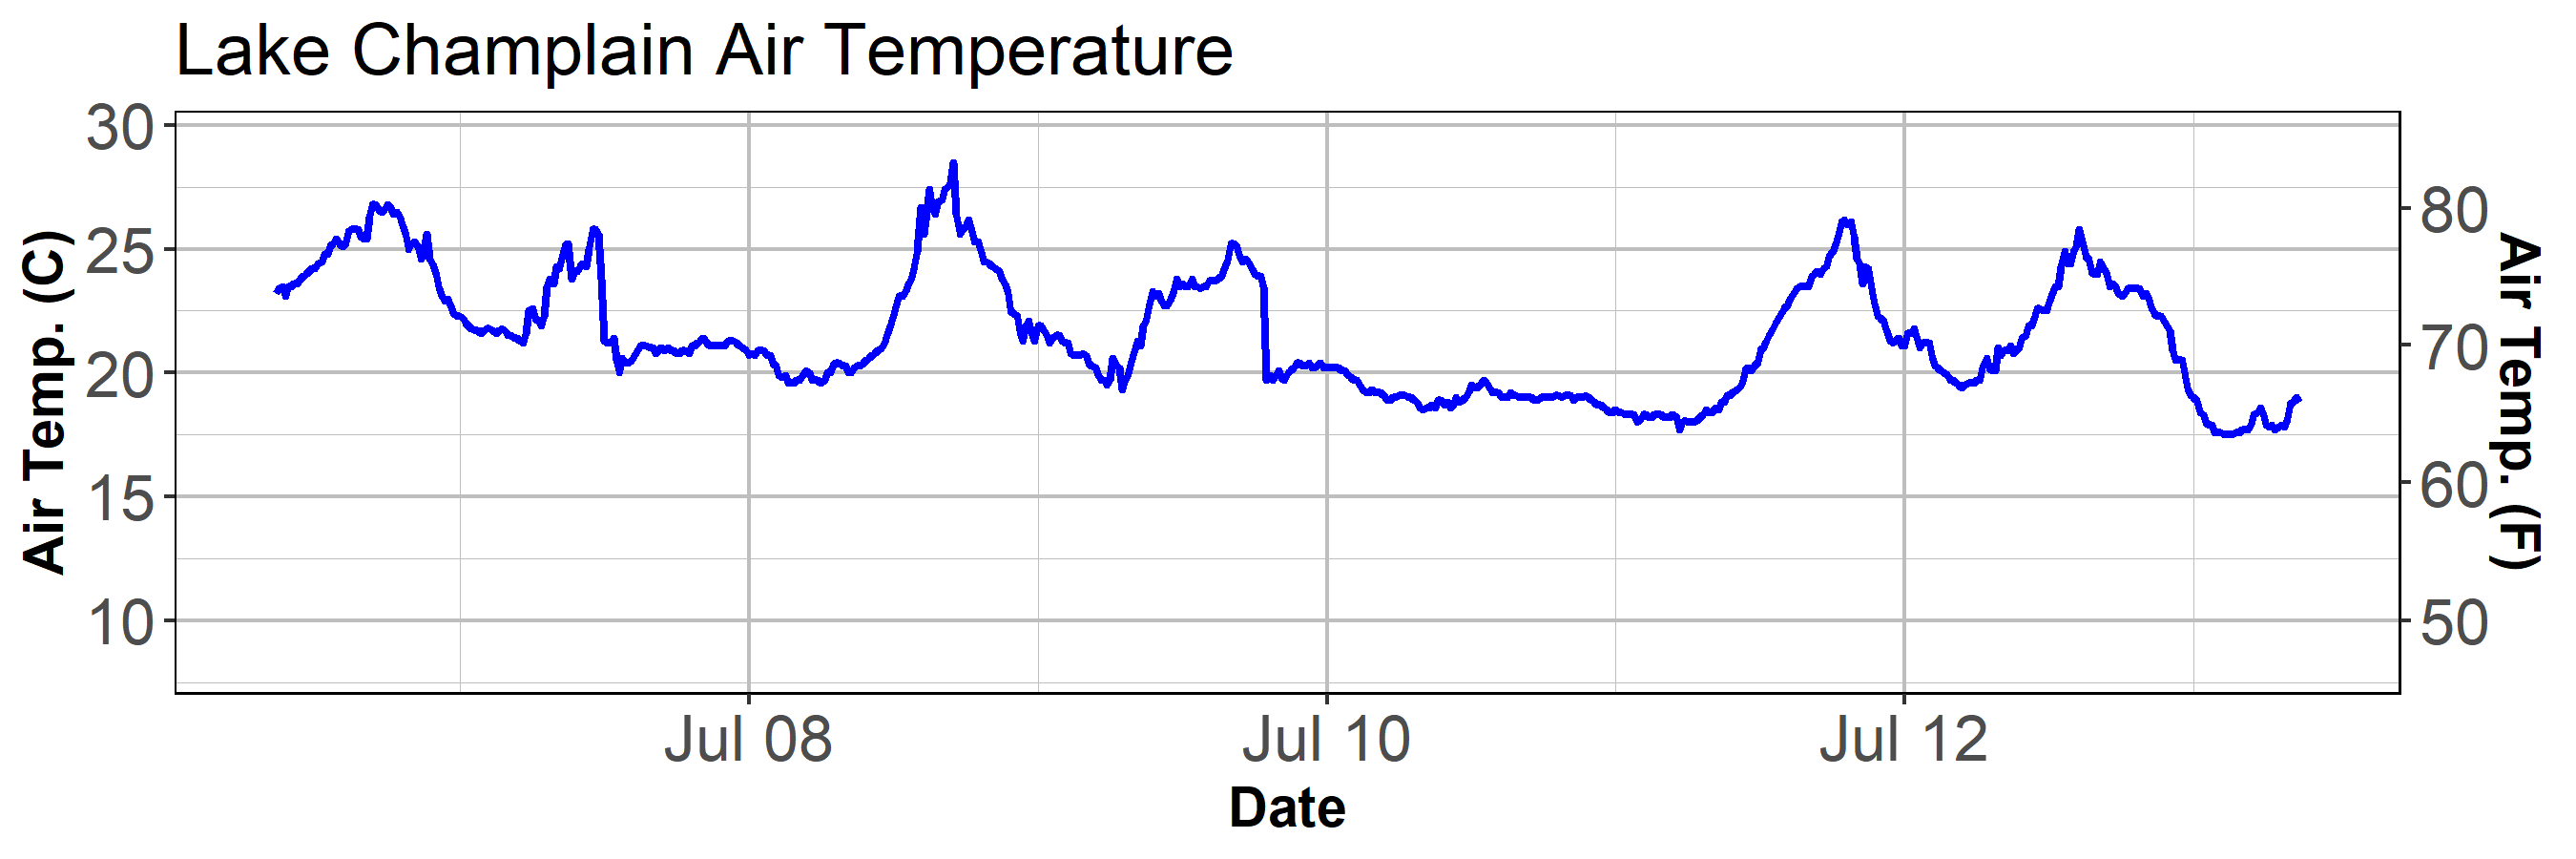 Lake Champlain Air Temperature
30
25
20
15
10
Air Temp. (C)
80
70
60
50
Air Temp. (F)
Jul 08 Jul 10 Jul 12
Date